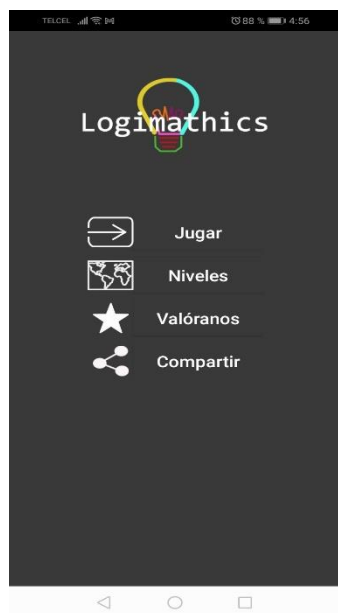 TELCEL 88 % 4:56
Logimathics
Jugar
Niveles
Valóranos
Compartir